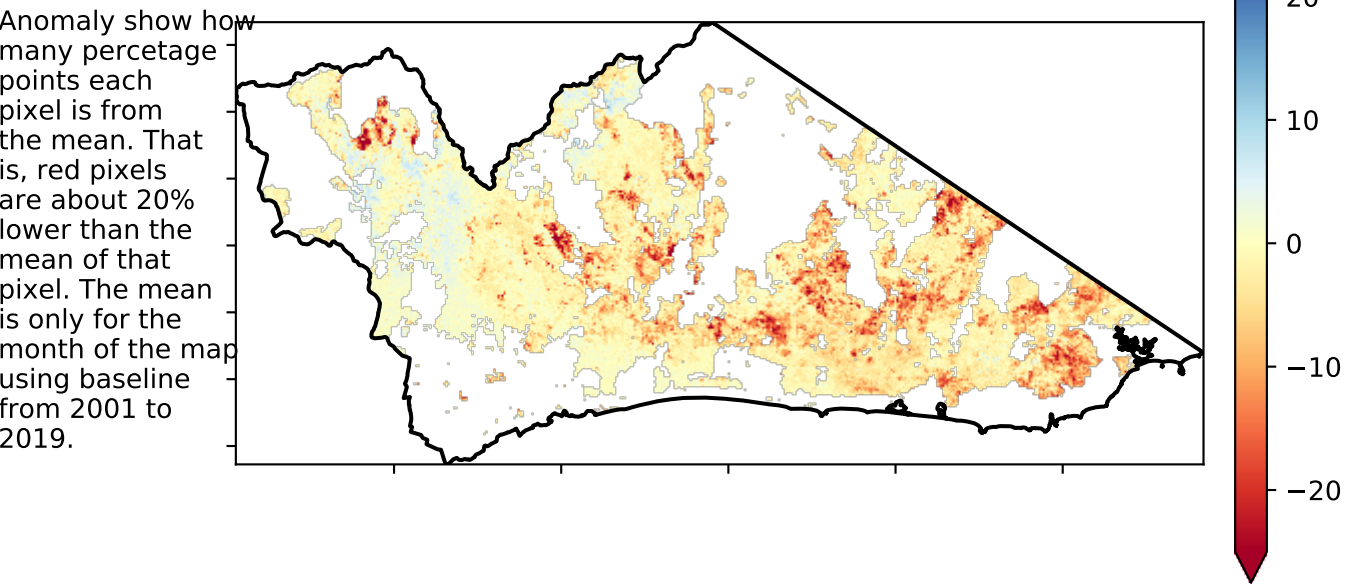 Anomaly show how
many percetage
points each
pixel is from
the mean. That
is, red pixels
are about 20%
lower than the
mean of that
pixel. The mean
is only for the
month of the map
using baseline
from 2001 to
2019.
20
10
0
−10
−20